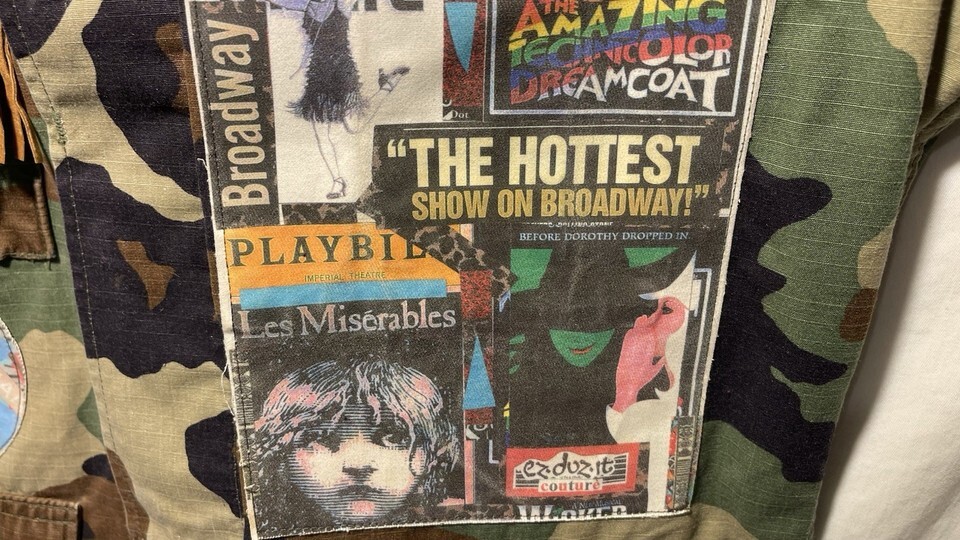 Broadway
THE
AMAZING
TECHNICOLOR
DREAMCOAT
Dot
"THE HOTTEST
SHOW ON BROADWAY!"
BEFORE DOROTHY DROPPED IN.
PLAYBIL
IMPERIAL THEATRE
Les Misérables
ez.duz.it
couture